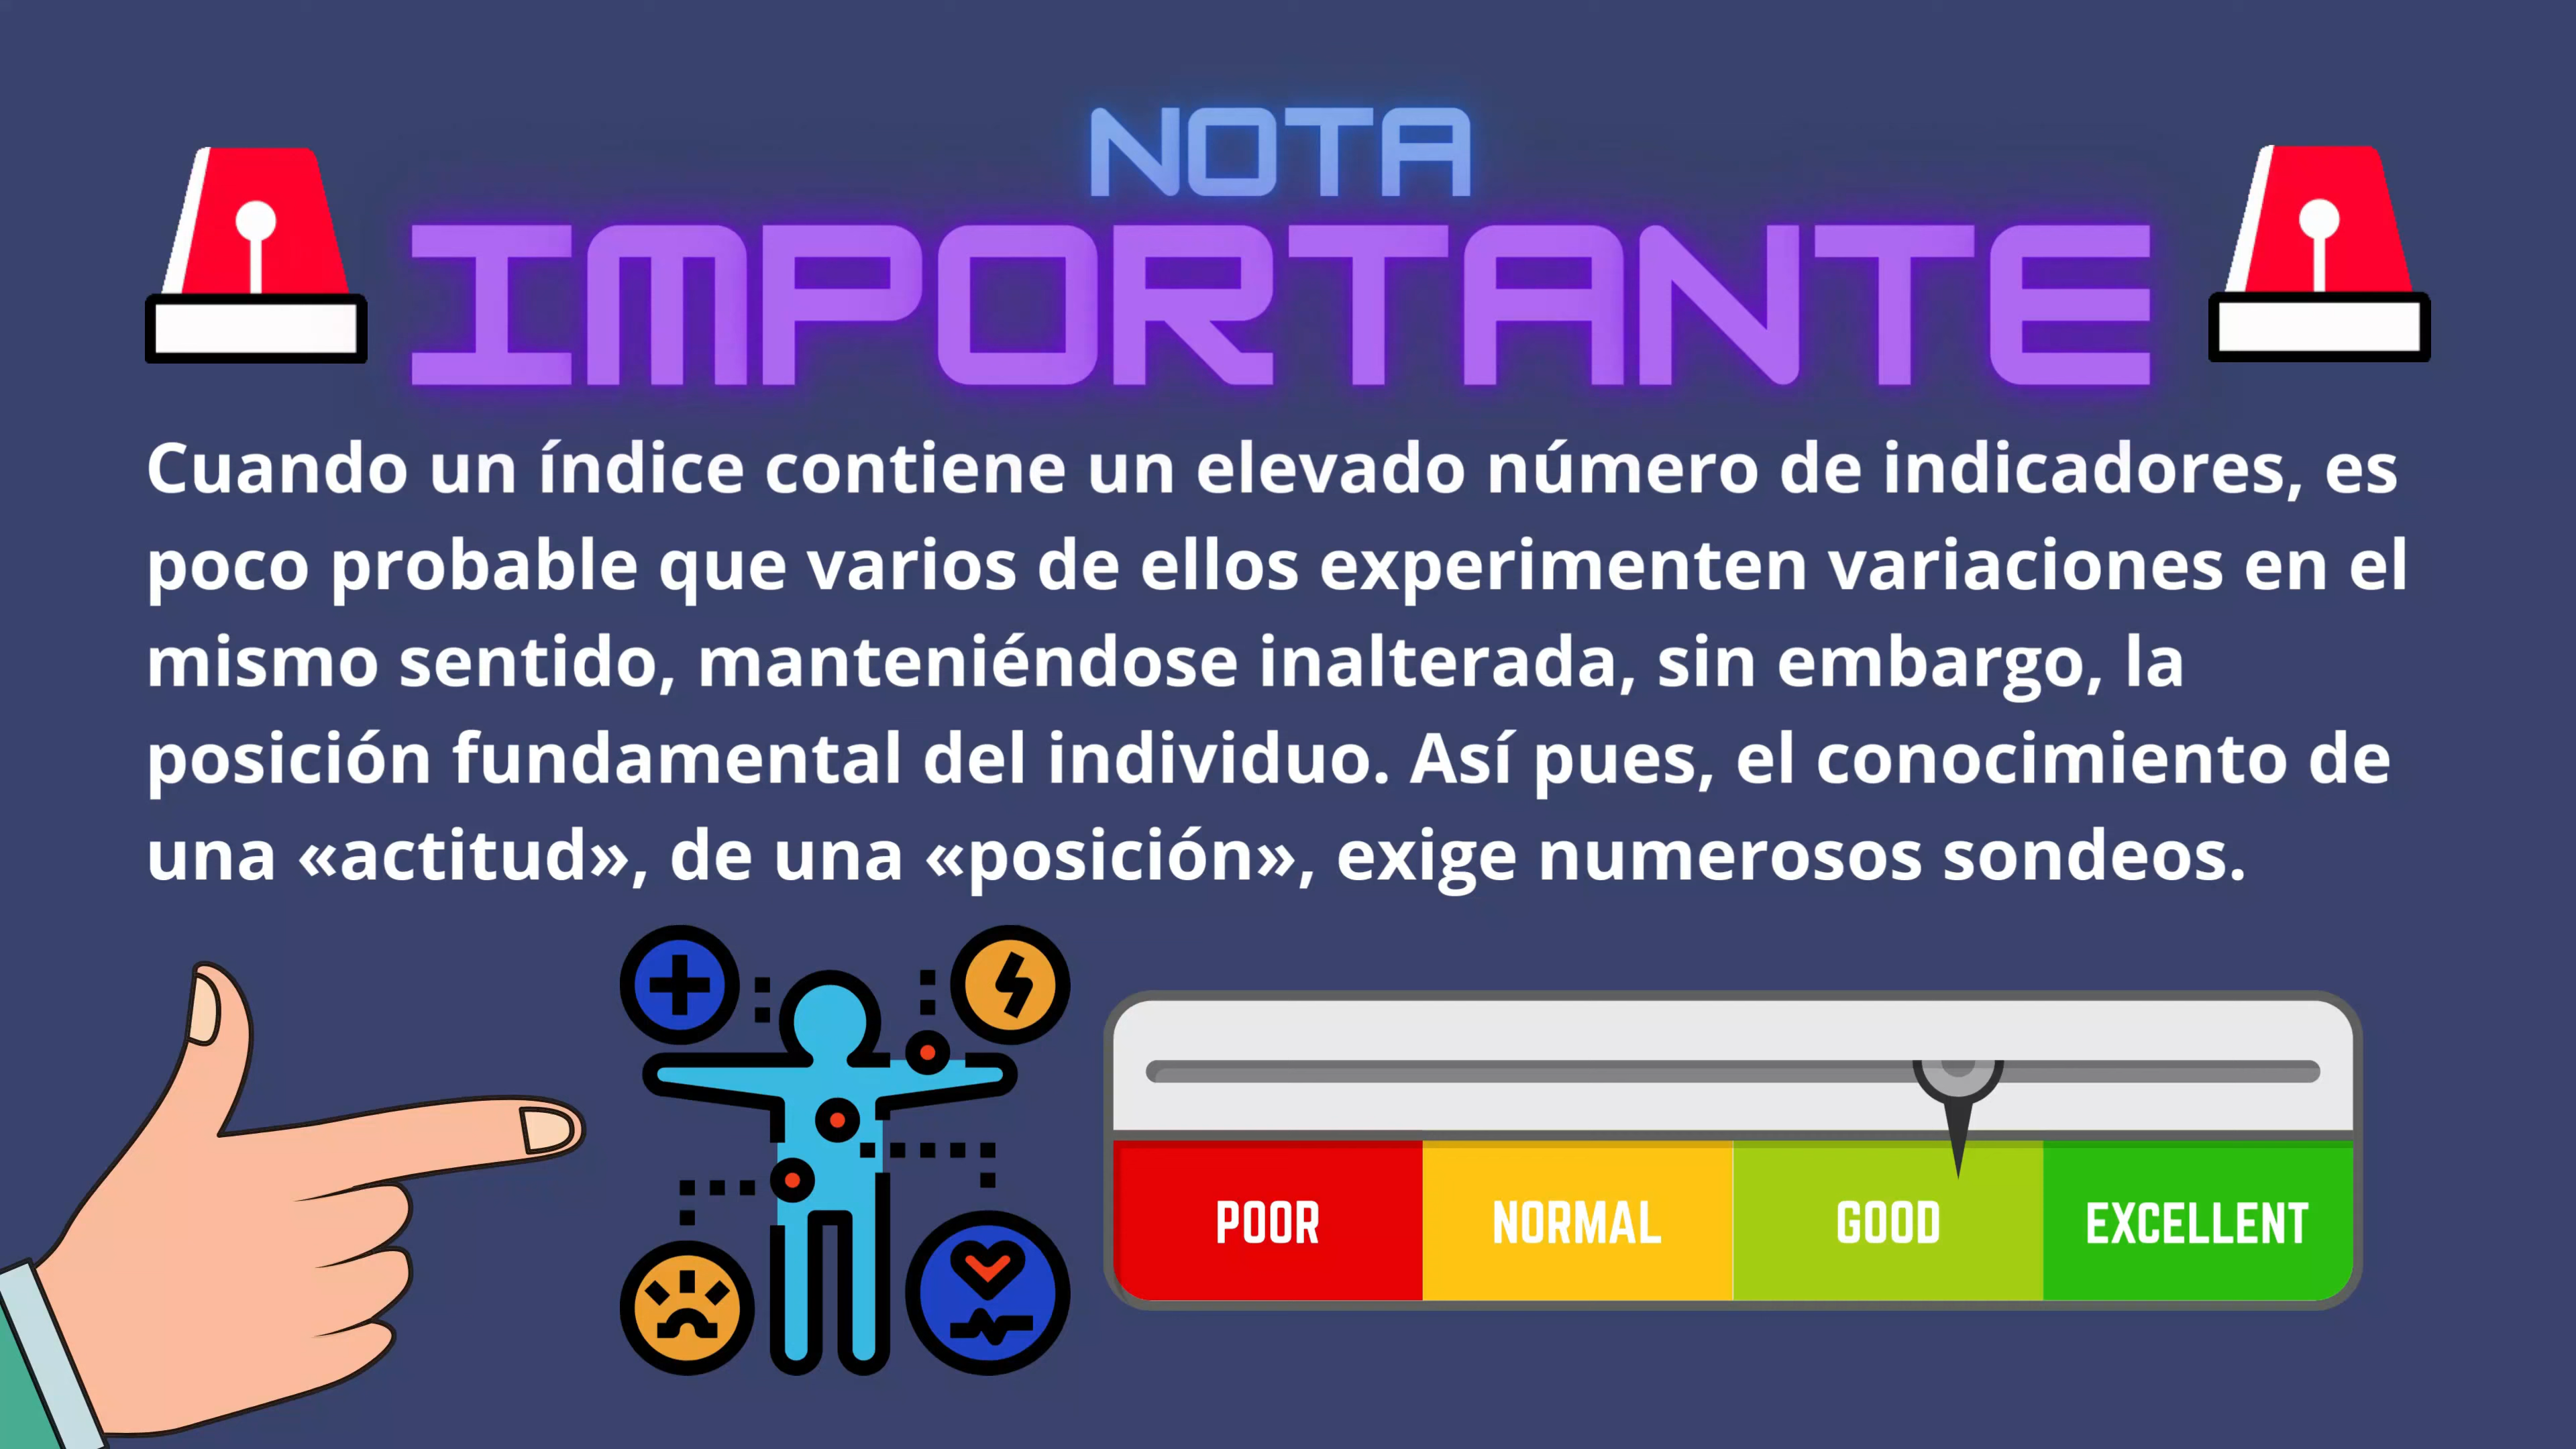 NOTA
IMPORTANTE
Cuando un índice contiene un elevado número de indicadores, es
poco probable que varios de ellos experimenten variaciones en el
mismo sentido, manteniéndose inalterada, sin embargo, la
posición fundamental del individuo. Así pues, el conocimiento de
una «actitud», de una «posición», exige numerosos sondeos.
POOR NORMAL GOOD EXCELLENT